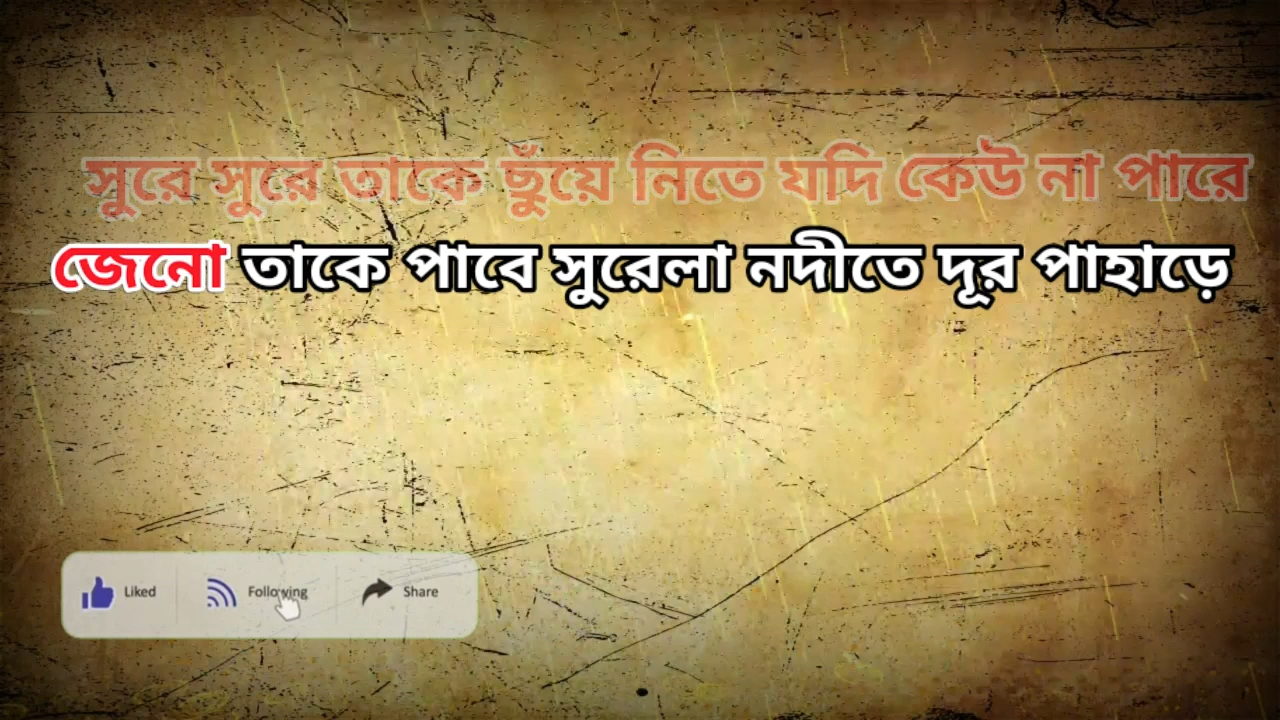 সুরে সুরে তাকে ছুঁয়ে নিতে যদি কেউ না পারে
জেনো তাকে পাবে সুরেলা নদীতে দূর পাহাড়ে
Liked Following Share